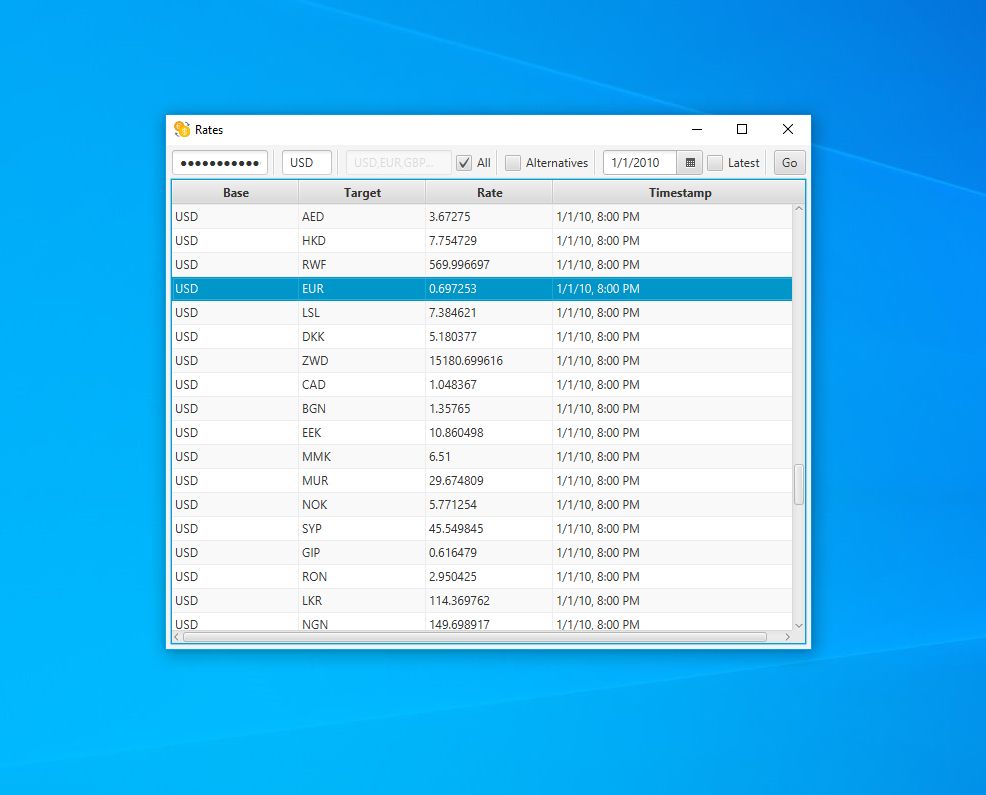 Rates
●●●●●●●●●●● USD USD,EUR,GBP... All Alternatives 1/1/2010 Latest Go
Base Target Rate Timestamp
USD AED 3.67275 1/1/10, 8:00 PM
USD HKD 7.754729 1/1/10, 8:00 PM
USD RWF 569.996697 1/1/10, 8:00 PM
USD EUR 0.697253 1/1/10, 8:00 PM
USD LSL 7.384621 1/1/10, 8:00 PM
USD DKK 5.180377 1/1/10, 8:00 PM
USD ZWD 15180.699616 1/1/10, 8:00 PM
USD CAD 1.048367 1/1/10, 8:00 PM
USD BGN 1.35765 1/1/10, 8:00 PM
USD EEK 10.860498 1/1/10, 8:00 PM
USD MMK 6.51 1/1/10, 8:00 PM
USD MUR 29.674809 1/1/10, 8:00 PM
USD NOK 5.771254 1/1/10, 8:00 PM
USD SYP 45.549845 1/1/10, 8:00 PM
USD GIP 0.616479 1/1/10, 8:00 PM
USD RON 2.950425 1/1/10, 8:00 PM
USD LKR 114.369762 1/1/10, 8:00 PM
USD NGN 149.698917 1/1/10, 8:00 PM